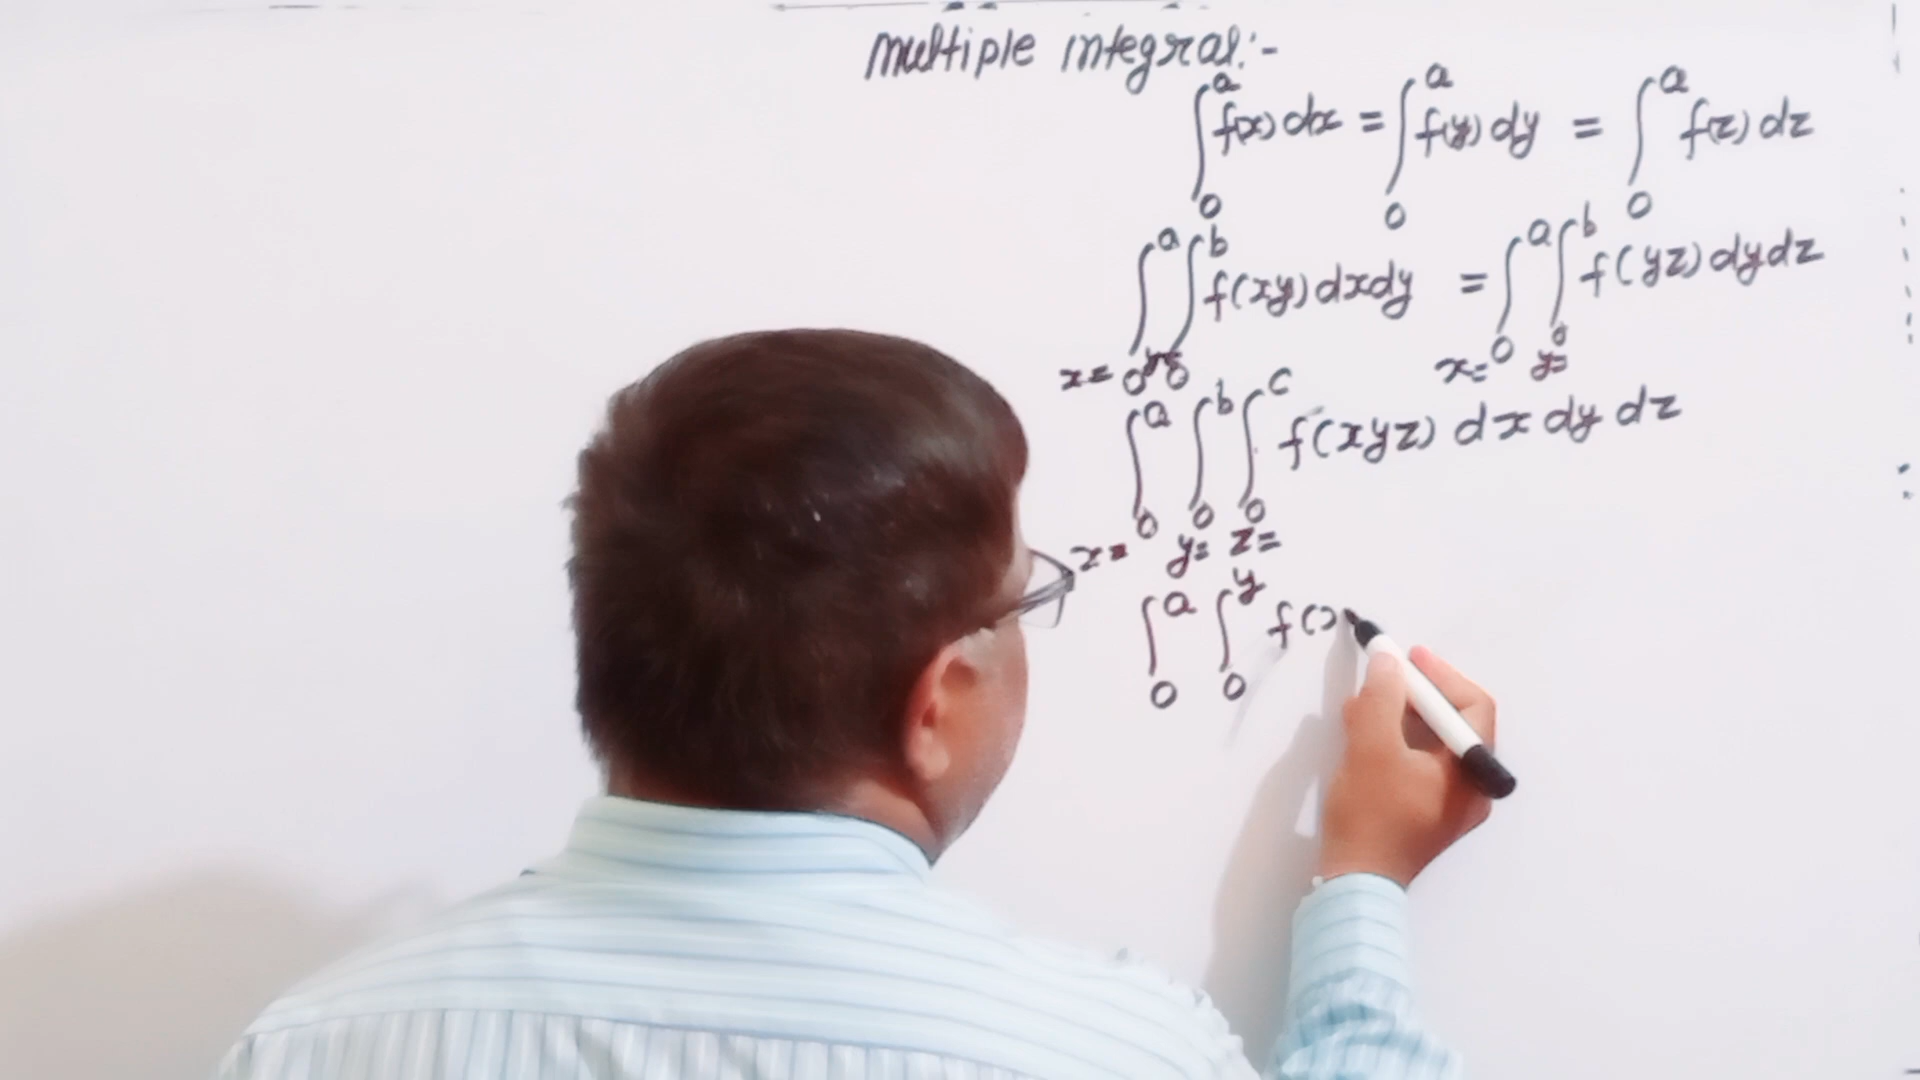 multiple integral:-
∫₀ᵃ f(x) dx = ∫₀ᵃ f(y) dy = ∫₀ᵃ f(z) dz
∫ₓ₌₀ᵃ ∫ᵧ₌₀ᵇ f(xy) dxdy = ∫ₓ₌₀ᵃ ∫ᵧ₌₀ᵇ f(yz) dydz
∫₀ᵃ ∫₀ᵇ ∫₀ᶜ f(xyz) dx dy dz
x= y= z=
∫₀ᵃ ∫₀ʸ f(x